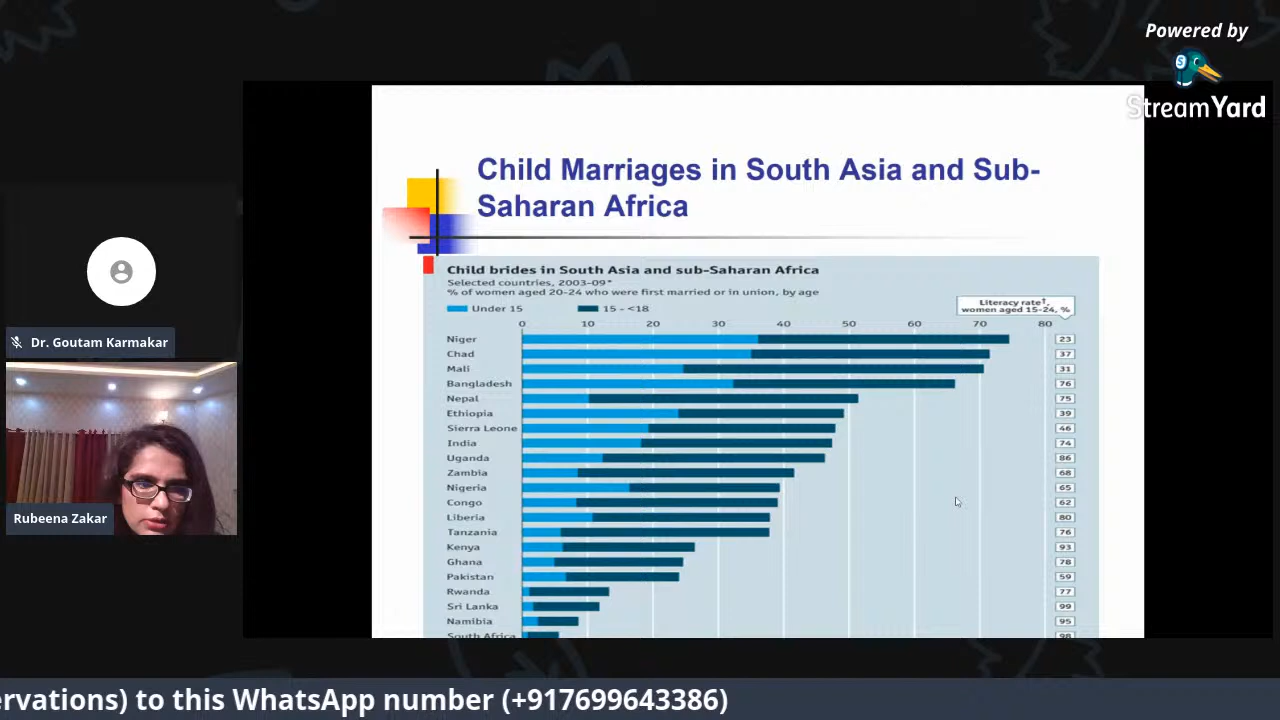 Powered by
StreamYard
Child Marriages in South Asia and Sub-
Saharan Africa
Child brides in South Asia and sub-Saharan Africa
Selected countries, 2003-09*
% of women aged 20-24 who were first married or in union, by age
Under 15
15 - <18
Literacy rate†,
women aged 15-24, %
0 10 20 30 40 50 60 70 80
Niger 23
Chad 37
Mali 31
Bangladesh 76
Nepal 75
Ethiopia 39
Sierra Leone 46
India 74
Uganda 86
Zambia 68
Nigeria 65
Congo 62
Liberia 80
Tanzania 76
Kenya 93
Ghana 78
Pakistan 59
Rwanda 77
Sri Lanka 99
Namibia 95
South Africa 98
Dr. Goutam Karmakar
Rubeena Zakar
ervations) to this WhatsApp number (+917699643386)